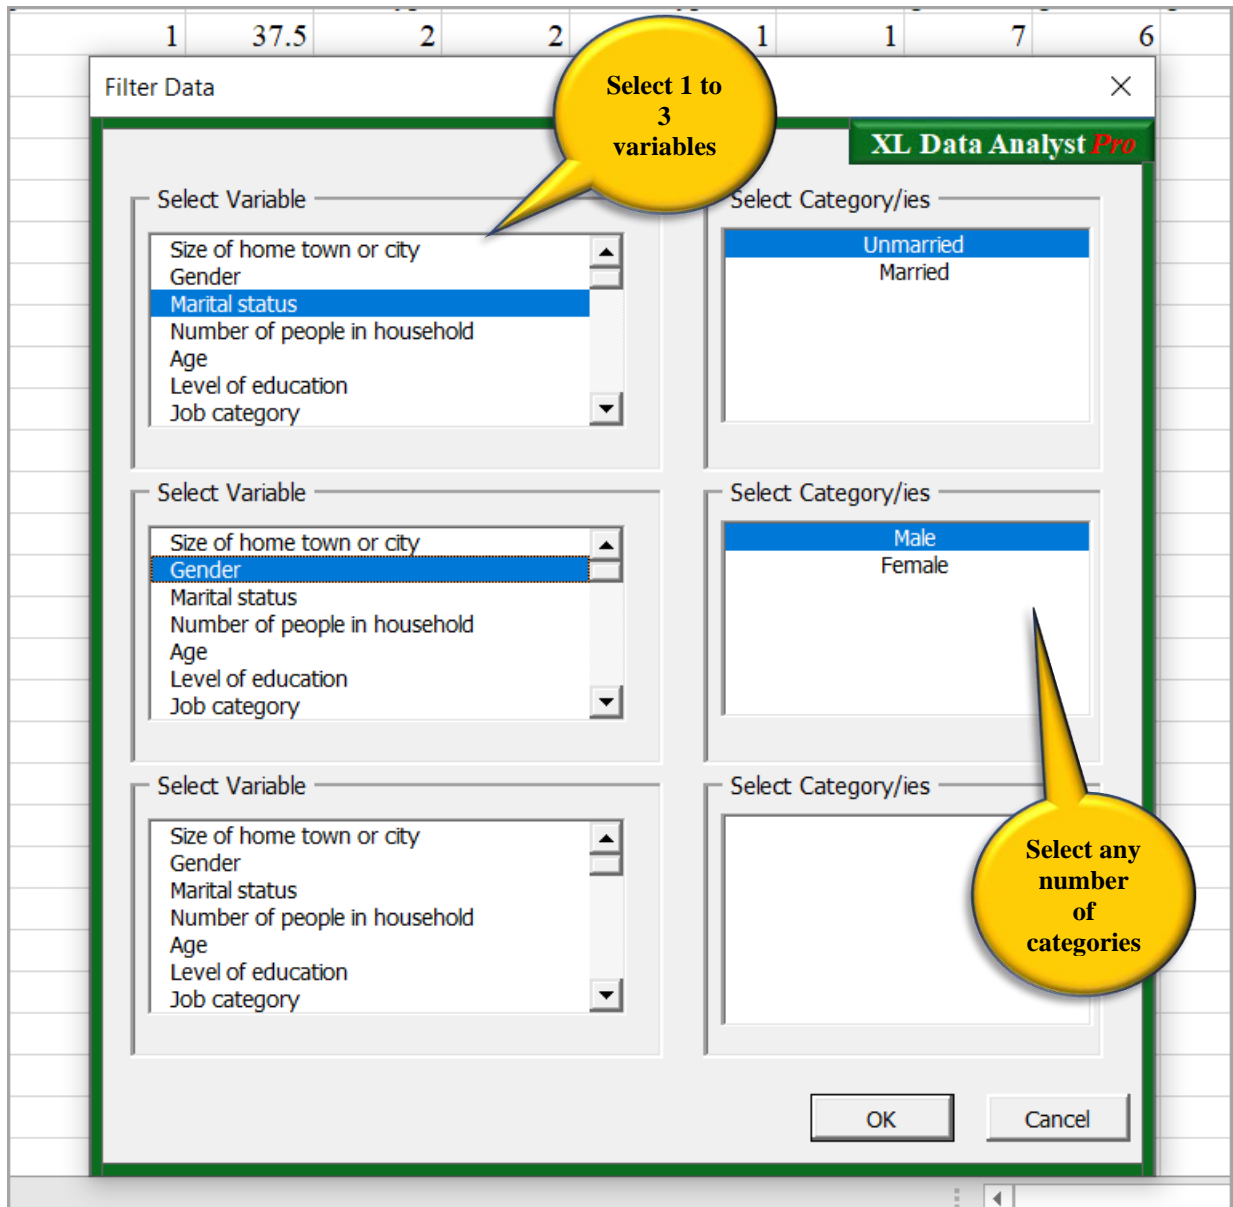 1 37.5 2 2 1 1 7 6
Filter Data
Select 1 to
3
variables
XL Data Analyst Pro
Select Variable
Size of home town or city
Gender
Marital status
Number of people in household
Age
Level of education
Job category
Select Category/ies
Unmarried
Married
Select Variable
Size of home town or city
Gender
Marital status
Number of people in household
Age
Level of education
Job category
Select Category/ies
Male
Female
Select Variable
Size of home town or city
Gender
Marital status
Number of people in household
Age
Level of education
Job category
Select Category/ies
Select any
number
of
categories
OK
Cancel